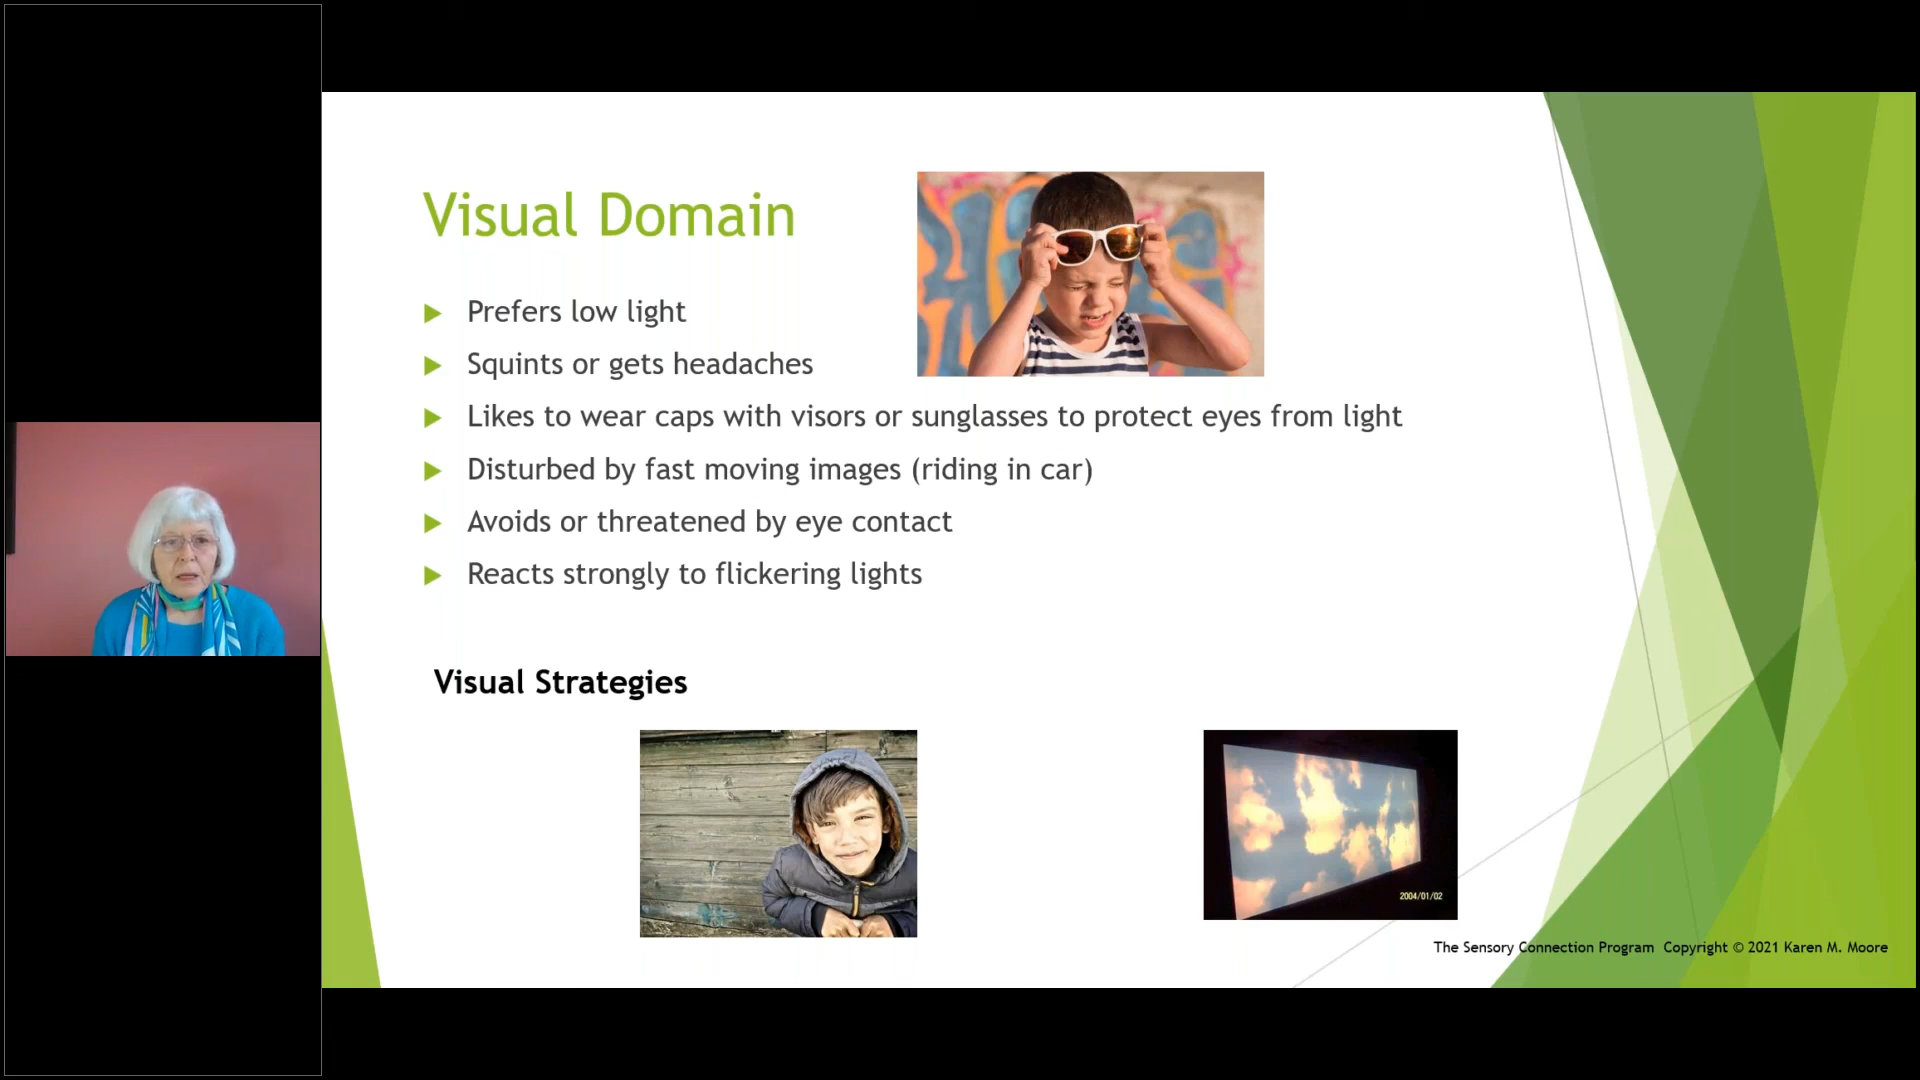 Visual Domain
Prefers low light
Squints or gets headaches
Likes to wear caps with visors or sunglasses to protect eyes from light
Disturbed by fast moving images (riding in car)
Avoids or threatened by eye contact
Reacts strongly to flickering lights
Visual Strategies
2004/01/02
The Sensory Connection Program Copyright © 2021 Karen M. Moore